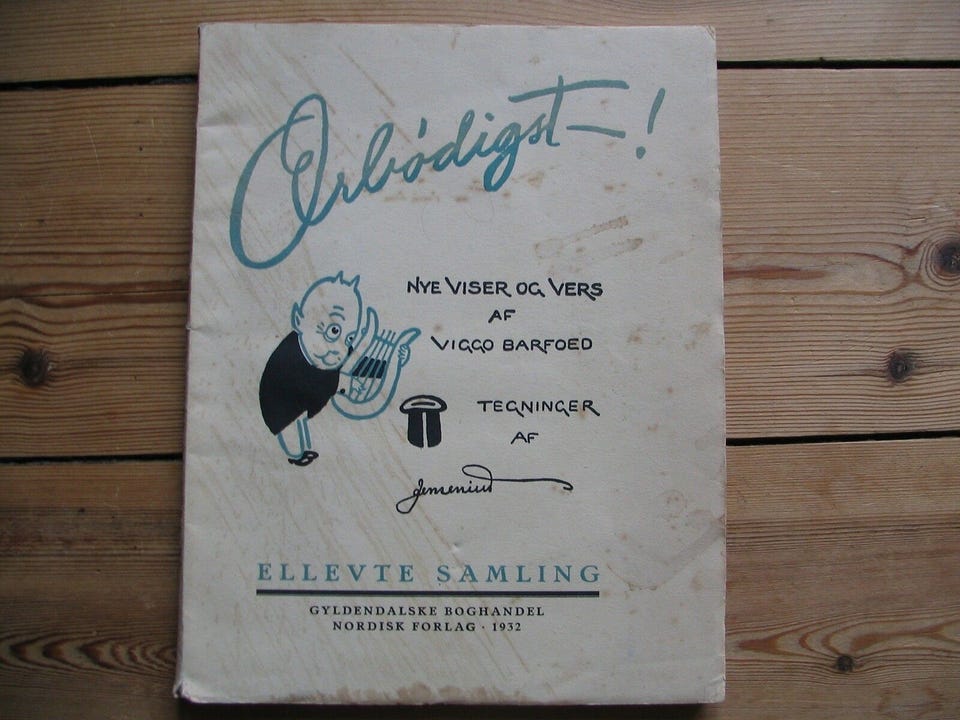 Ærbødigst—!
NYE VISER OG VERS
AF
VIGGO BARFOED
TEGNINGER
AF
Jensenius
ELLEVTE SAMLING
GYLDENDALSKE BOGHANDEL
NORDISK FORLAG · 1932